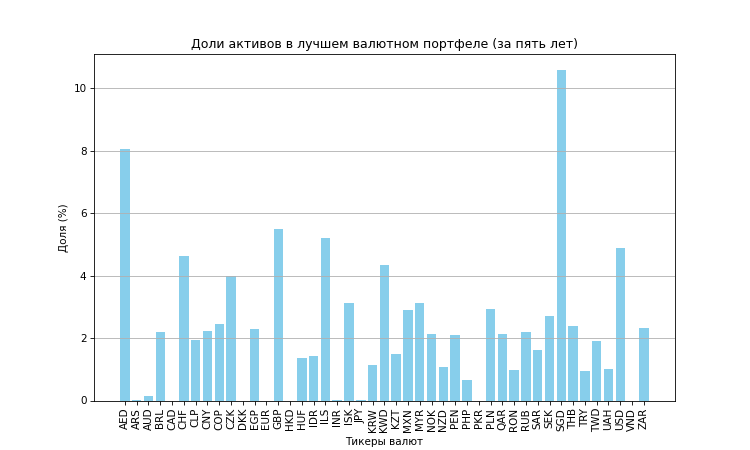 Доли активов в лучшем валютном портфеле (за пять лет)
Доля (%)
10
8
6
4
2
0
AED ARS AUD BRL CAD CHF CLP CNY COP CZK DKK EGP EUR GBP HKD HUF IDR ILS INR ISK JPY KRW KWD KZT MXN MYR NOK NZD PEN PHP PKR PLN QAR RON RUB SAR SEK SGD THB TRY TWD UAH USD VND ZAR
Тикеры валют